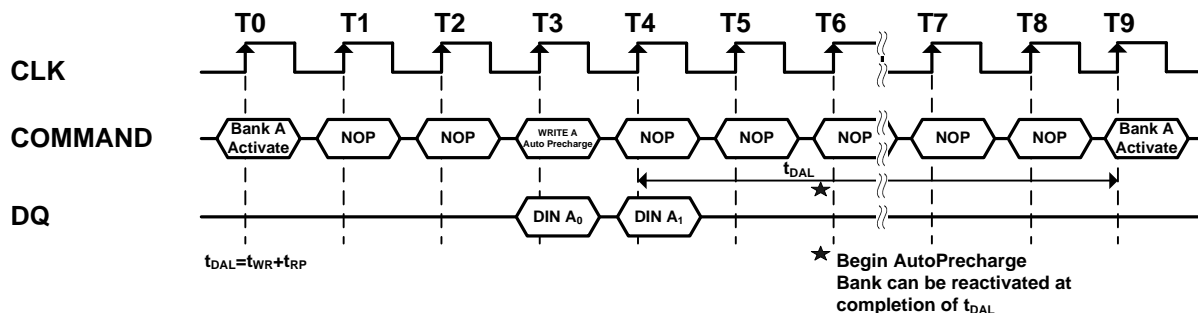 T0 T1 T2 T3 T4 T5 T6 T7 T8 T9
CLK
COMMAND
Bank A
Activate
NOP
NOP
WRITE A
Auto Precharge
NOP
NOP
NOP
NOP
NOP
Bank A
Activate
tDAL
DQ
DIN A0
DIN A1
tDAL=tWR+tRP
Begin AutoPrecharge
Bank can be reactivated at
completion of tDAL